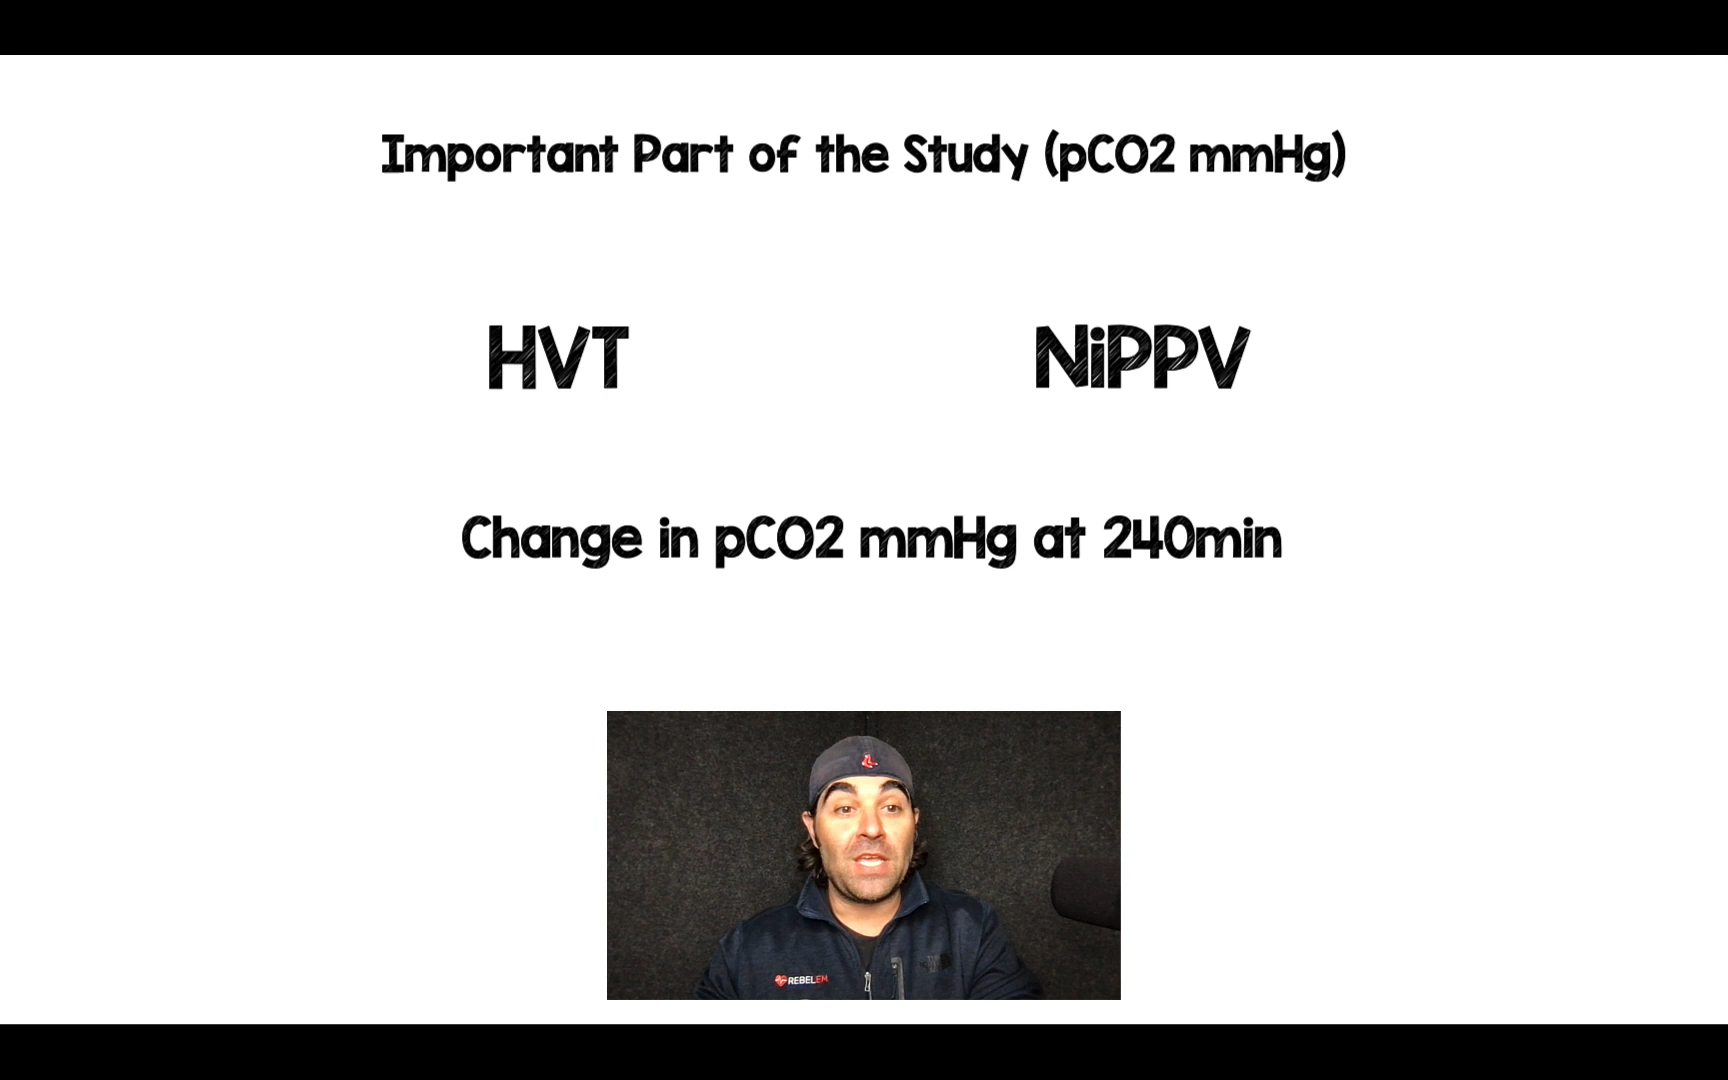 Important Part of the Study (pCO2 mmHg)
HVT
NiPPV
Change in pCO2 mmHg at 240min
REBELEM